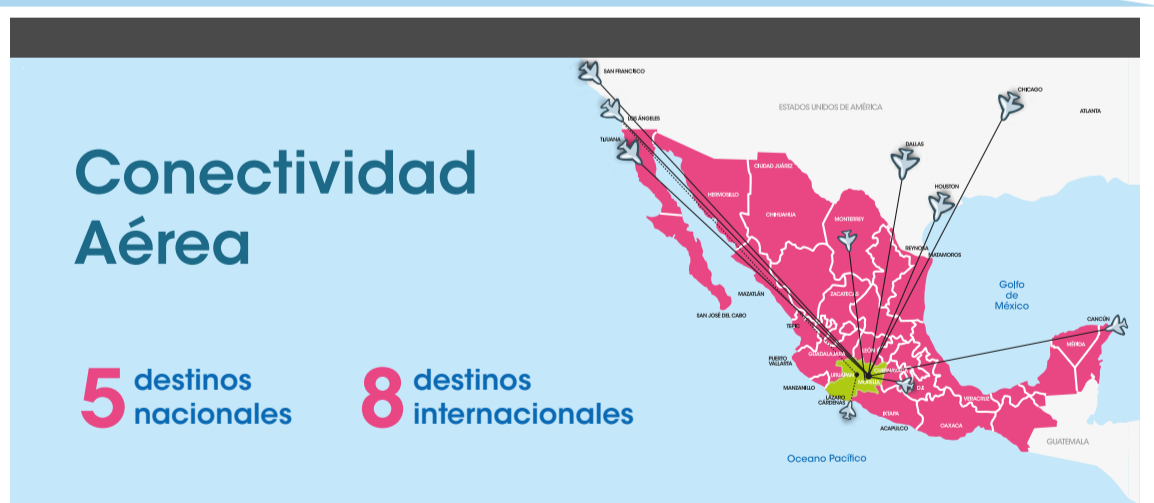 Conectividad
Aérea
5 destinos
nacionales
8 destinos
internacionales
SAN FRANCISCO
LOS ÁNGELES
TIJUANA
ESTADOS UNIDOS DE AMÉRICA
CHICAGO
ATLANTA
DALLAS
HOUSTON
CIUDAD JUÁREZ
HERMOSILLO
CHIHUAHUA
MONTERREY
REYNOSA
MATAMOROS
Golfo
de
México
MAZATLÁN
ZACATECAS
SAN JOSÉ DEL CABO
TEPIC
CANCÚN
MÉRIDA
PUERTO
VALLARTA
GUADALAJARA
LEÓN
URUAPAN
MORELIA
D.F.
MANZANILLO
LÁZARO
CÁRDENAS
VERACRUZ
IXTAPA
ACAPULCO
OAXACA
GUATEMALA
Oceano Pacífico